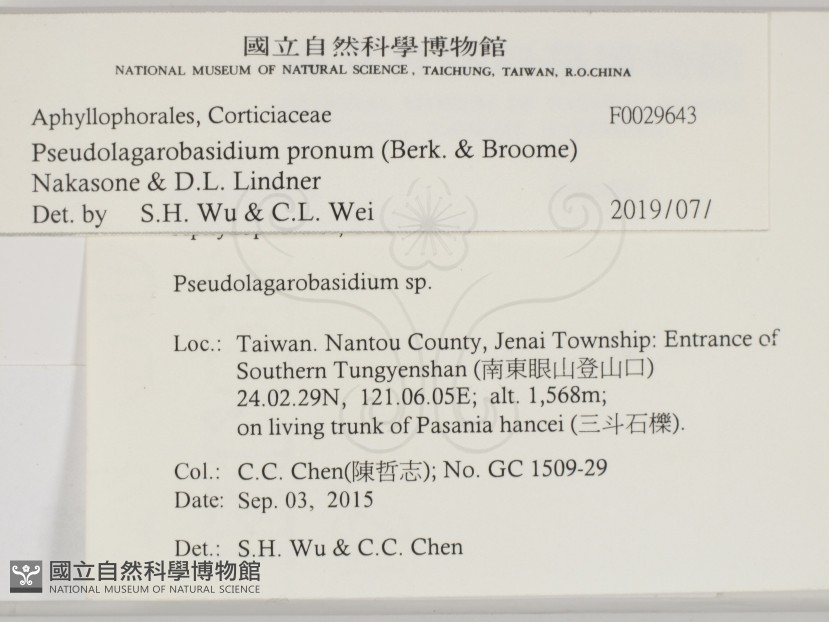 國立自然科學博物館
NATIONAL MUSEUM OF NATURAL SCIENCE, TAICHUNG, TAIWAN, R.O.CHINA
Aphyllophorales, Corticiaceae F0029643
Pseudolagarobasidium pronum (Berk. & Broome)
Nakasone & D.L. Lindner
Det. by S.H. Wu & C.L. Wei 2019/07/
Pseudolagarobasidium sp.
Loc.: Taiwan. Nantou County, Jenai Township: Entrance of
Southern Tungyenshan (南東眼山登山口)
24.02.29N, 121.06.05E; alt. 1,568m;
on living trunk of Pasania hancei (三斗石櫟).
Col.: C.C. Chen(陳哲志); No. GC 1509-29
Date: Sep. 03, 2015
Det.: S.H. Wu & C.C. Chen
國立自然科學博物館
NATIONAL MUSEUM OF NATURAL SCIENCE